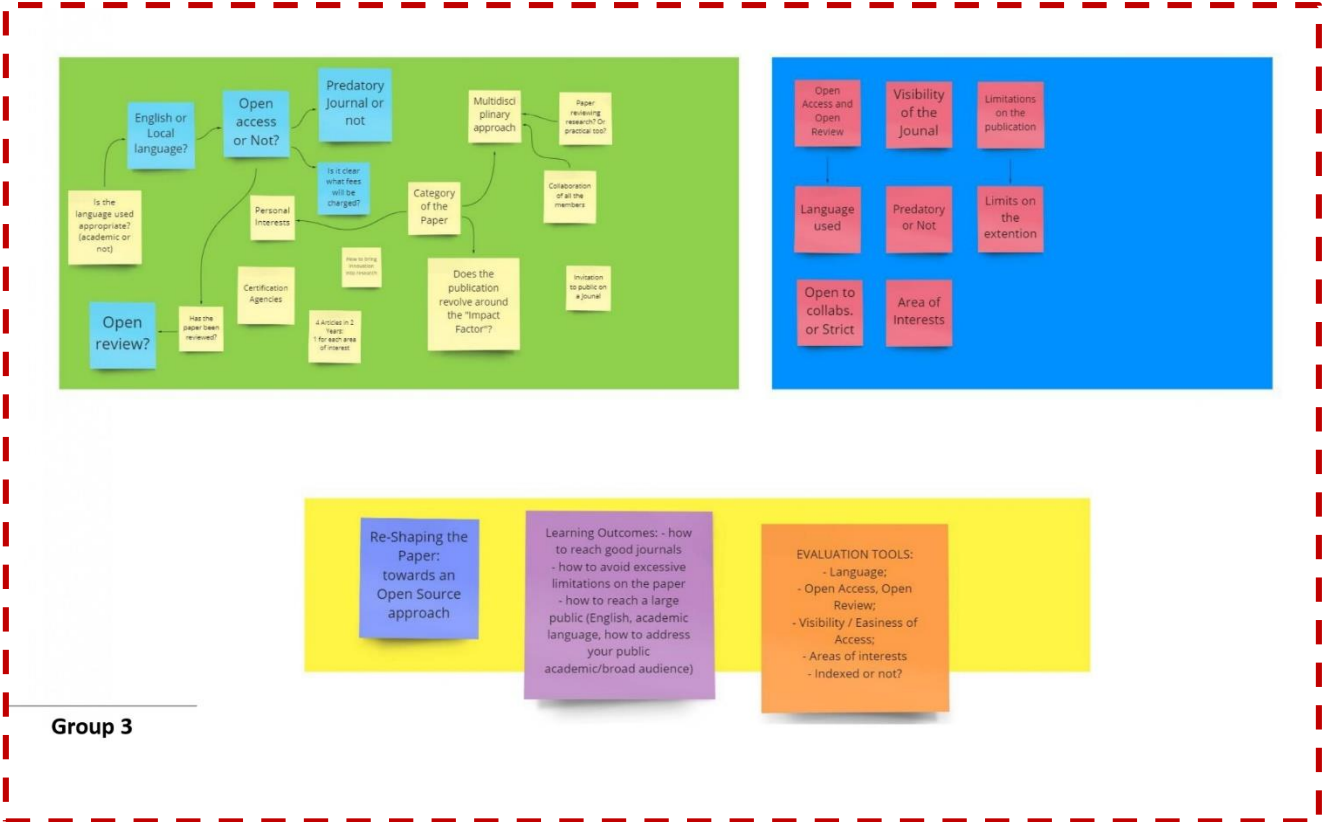 Predatory
Journal or
not
Open
access
or Not?
English or
Local
language?
Is it clear
what fees
will be
charged?
Is the
language used
appropriate?
(academic or
not)
Personal
Interests
Category
of the
Paper
Multidisci
plinary
approach
Paper
reviewing
research? Or
practical too?
Collaboration
of all the
members
How to bring
innovation
into research
Certification
Agencies
Does the
publication
revolve around
the "Impact
Factor"?
Invitation
to public on
a Jounal
Open
review?
Has the
paper been
reviewed?
4 Articles in 2
Years:
1 for each area
of interest
Open
Access and
Open
Review
Visibility
of the
Jounal
Limitations
on the
publication
Language
used
Predatory
or Not
Limits on
the
extention
Open to
collabs.
or Strict
Area of
Interests
Re-Shaping the
Paper:
towards an
Open Source
approach
Learning Outcomes: - how
to reach good journals
- how to avoid excessive
limitations on the paper
- how to reach a large
public (English, academic
language, how to address
your public
academic/broad audience)
EVALUATION TOOLS:
- Language;
- Open Access, Open
Review;
- Visibility / Easiness of
Access;
- Areas of interests
- Indexed or not?
Group 3